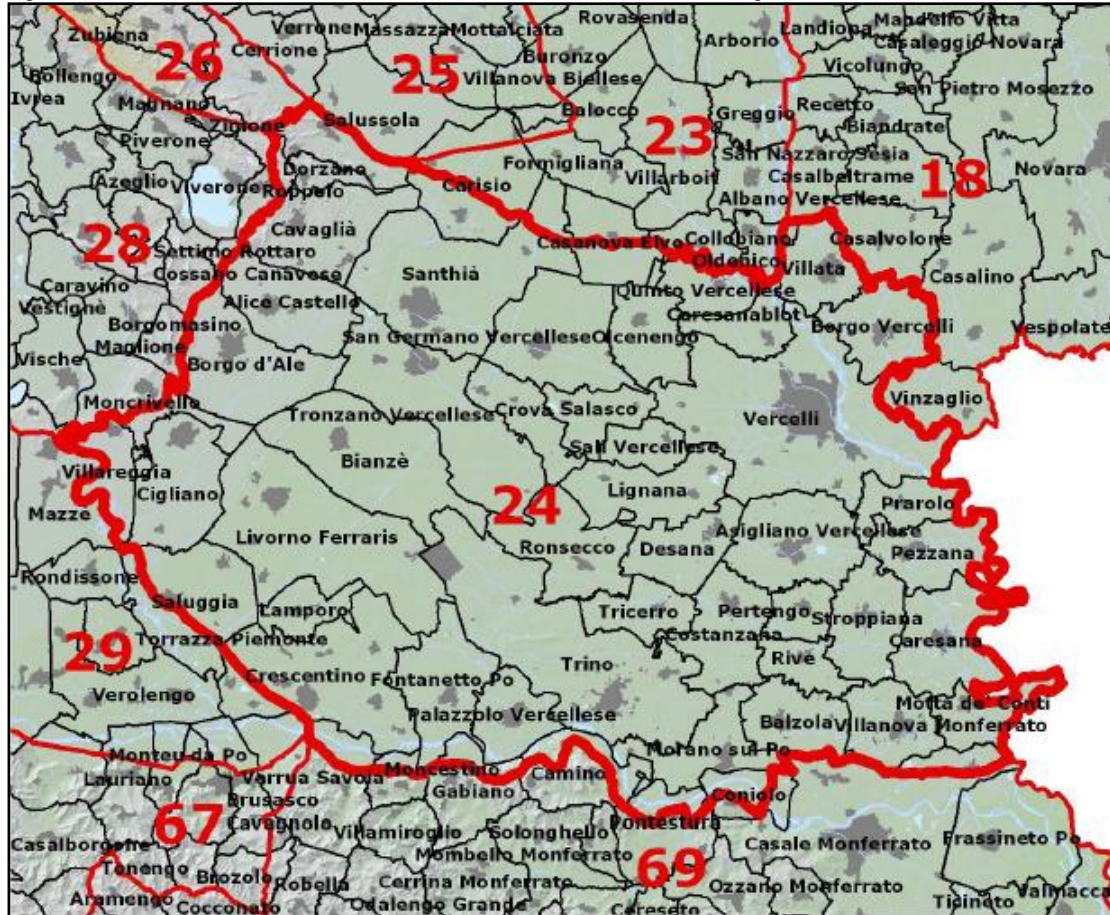 Rovasenda
Mandello Vitta
Verrone
Massazza
Mottalciata
Landiona
Zubiena
Cerrione
Buronzo
Arborio
Casaleggio Novara
26
25
Vicolungo
Bollengo
Villanova Biellese
San Pietro Mosezzo
Ivrea
Magnano
Balocco
Greggio
Recetto
Zimone
Salussola
23
Biandrate
Piverone
Dorzano
Formigliana
San Nazzaro Sesia
Novara
Azeglio
Viverone
Roppolo
Carisio
Villarboit
Casalbeltrame
18
Albano Vercellese
28
Cavaglià
Settimo Rottaro
Casanova Elvo
Collobiano
Casalvolone
Cossano Canavese
Santhià
Oldenico
Villata
Casalino
Caravino
Quinto Vercellese
Vestignè
Alice Castello
Caresanablot
Borgomasino
San Germano Vercellese
Olcenengo
Borgo Vercelli
Vespolate
Vische
Maglione
Borgo d'Ale
Moncrivello
Vinzaglio
Tronzano Vercellese
Crova
Salasco
Vercelli
Sali Vercellese
Villareggia
Bianzè
Cigliano
Lignana
Prarolo
Mazze
24
Livorno Ferraris
Ronsecco
Desana
Asigliano Vercellese
Pezzana
Rondissone
Saluggia
Lamporo
Tricerro
Pertengo
Stroppiana
29
Torrazza Piemonte
Costanzana
Caresana
Trino
Rive
Verolengo
Crescentino
Fontanetto Po
Motta de' Conti
Palazzolo Vercellese
Balzola
Villanova Monferrato
Monteu da Po
Morano sul Po
Lauriano
Varrua Savoia
Moncestino
Camino
Gabiano
Coniolo
67
Brusasco
Cavagnolo
Villamiroglio
Solonghello
Pontestura
Casalborgone
Casale Monferrato
Frassineto Po
Mombello Monferrato
Tonengo
Brozolo
Robella
Cerrina Monferrato
69
Ozzano Monferrato
Aramengo
Cocconato
Odalengo Grande
Cereseto
Ticineto
Valmacca